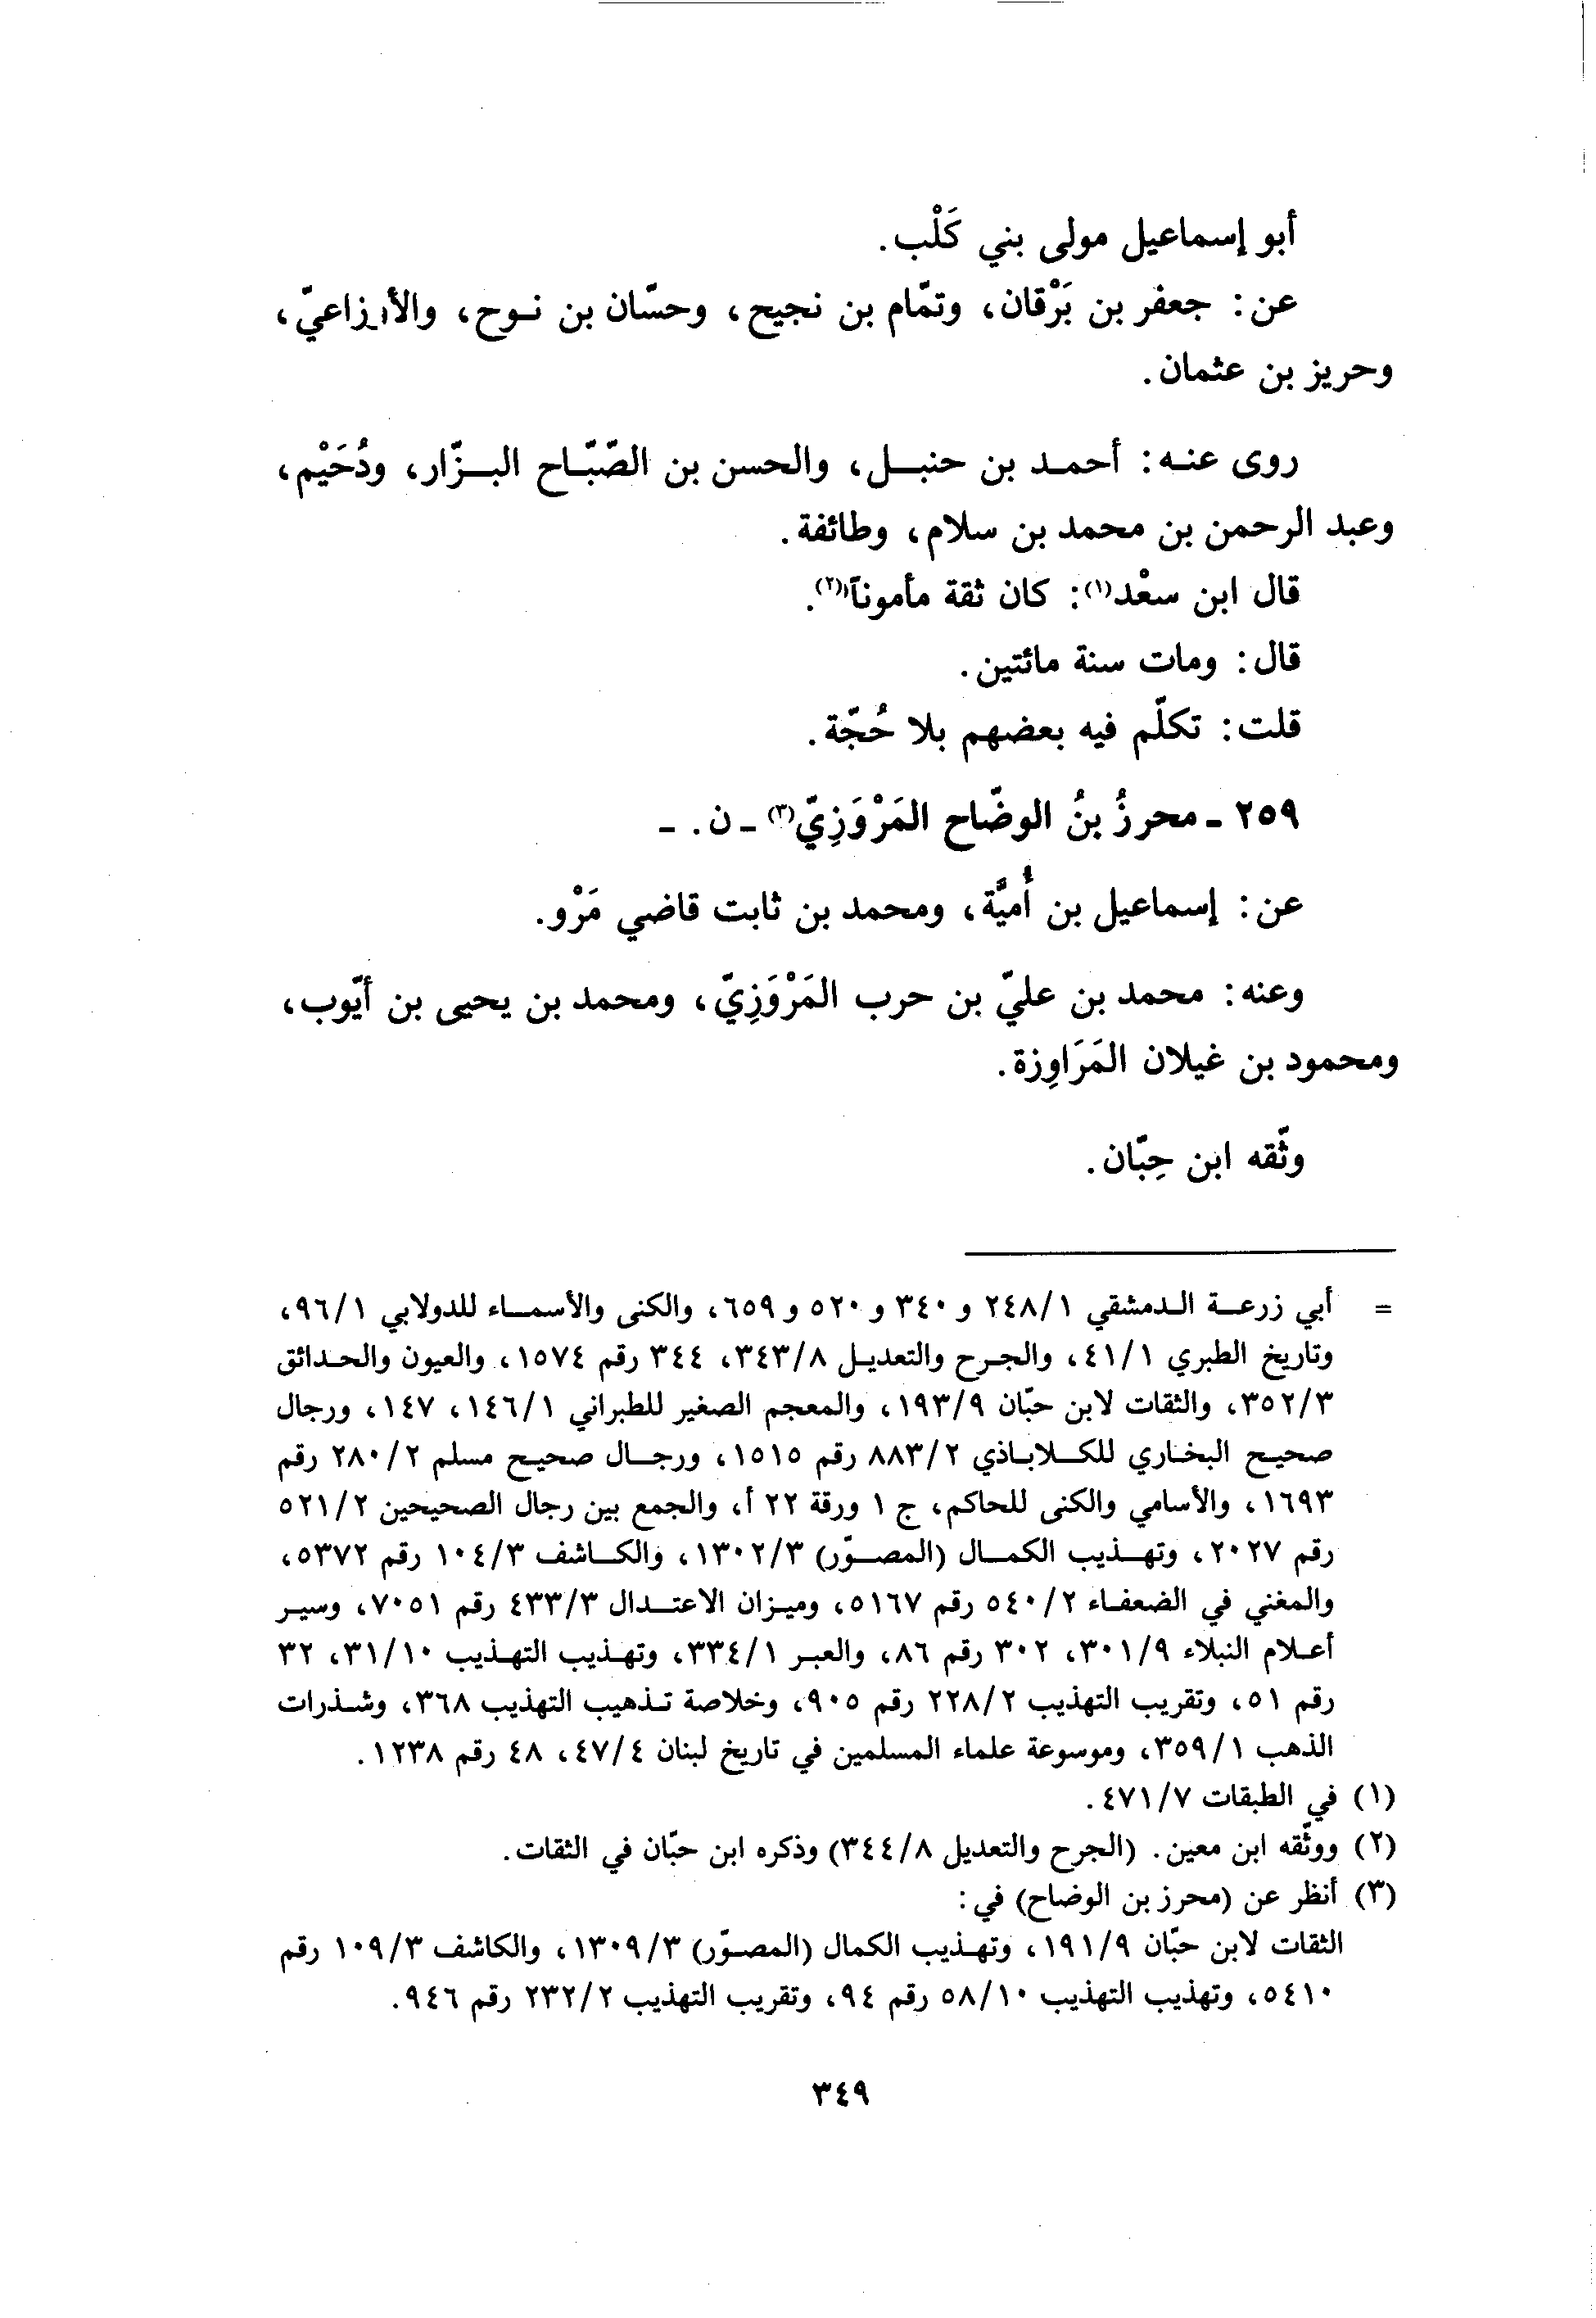 أبو إسماعيل مولى بني كَلْب.
عن: جعفر بن بَرْقان، وتمّام بن نجيح، وحسّان بن نوح، والأوزاعيّ،
وحريز بن عثمان.
روى عنه: أحمد بن حنبل، والحسن بن الصّبّاح البزّار، ودُحَيْم،
وعبد الرحمن بن محمد بن سلام، وطائفة.
قال ابن سعْد(١): كان ثقة مأموناً(٢).
قال: ومات سنة مائتين.
قلت: تكلّم فيه بعضهم بلا حُجّة.
٢٥٩ - محرزُ بنُ الوضّاح المَرْوَزِيّ(٣) - ن. -
عن: إسماعيل بن أُميَّة، ومحمد بن ثابت قاضي مَرْو.
وعنه: محمد بن عليّ بن حرب المَرْوَزِيّ، ومحمد بن يحيى بن أيّوب،
ومحمود بن غيلان المَرَاوِزة.
وثّقه ابن حِبّان.
= أبي زرعة الدمشقي ٢٤٨/١ و ٣٤٠ و ٥٢٠ و ٦٥٩، والكنى والأسماء للدولابي ٩٦/١،
وتاريخ الطبري ٤١/١، والجرح والتعديل ٣٤٣/٨، ٣٤٤ رقم ١٥٧٤، والعيون والحدائق
٣٥٢/٣، والثقات لابن حبّان ١٩٣/٩، والمعجم الصغير للطبراني ١٤٦/١، ١٤٧، ورجال
صحيح البخاري للكلاباذي ٨٨٣/٢ رقم ١٥١٥، ورجال صحيح مسلم ٢٨٠/٢ رقم
١٦٩٣، والأسامي والكنى للحاكم، ج ١ ورقة ٢٢ أ، والجمع بين رجال الصحيحين ٥٢١/٢
رقم ٢٠٢٧، وتهذيب الكمال (المصوّر) ١٣٠٢/٣، والكاشف ١٠٤/٣ رقم ٥٣٧٢،
والمغني في الضعفاء ٥٤٠/٢ رقم ٥١٦٧، وميزان الاعتدال ٤٣٣/٣ رقم ٧٠٥١، وسير
أعلام النبلاء ٣٠١/٩، ٣٠٢ رقم ٨٦، والعبر ٣٣٤/١، وتهذيب التهذيب ٣١/١٠، ٣٢
رقم ٥١، وتقريب التهذيب ٢٢٨/٢ رقم ٩٠٥، وخلاصة تذهيب التهذيب ٣٦٨، وشذرات
الذهب ٣٥٩/١، وموسوعة علماء المسلمين في تاريخ لبنان ٤٧/٤، ٤٨ رقم ١٢٣٨.
(١) في الطبقات ٤٧١/٧.
(٢) ووثّقه ابن معين. (الجرح والتعديل ٣٤٤/٨) وذكره ابن حبّان في الثقات.
(٣) أنظر عن (محرز بن الوضاح) في:
الثقات لابن حبّان ١٩١/٩، وتهذيب الكمال (المصوّر) ١٣٠٩/٣، والكاشف ١٠٩/٣ رقم
٥٤١٠، وتهذيب التهذيب ٥٨/١٠ رقم ٩٤، وتقريب التهذيب ٢٣٢/٢ رقم ٩٤٦.
٣٤٩